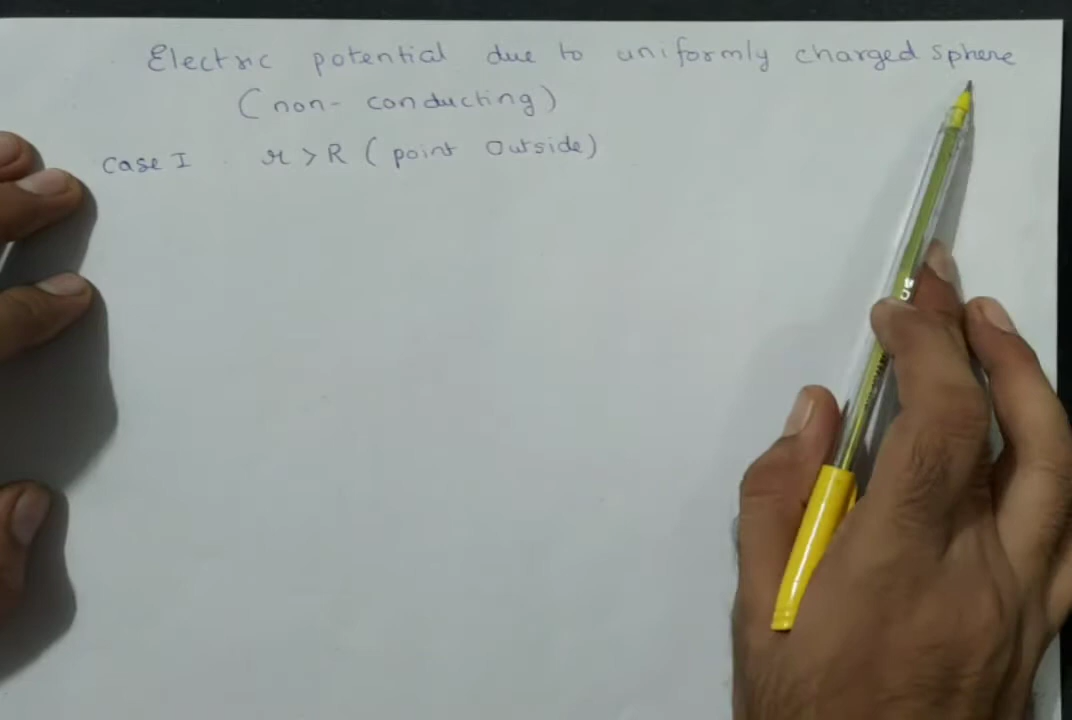 Electric potential due to uniformly charged sphere
(non-conducting)
Case I r > R (point outside)